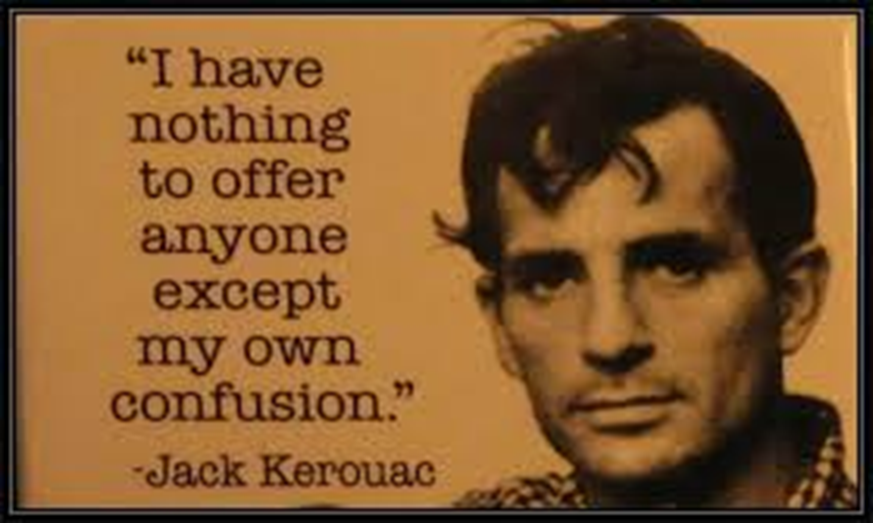 “I have
nothing
to offer
anyone
except
my own
confusion.”
-Jack Kerouac